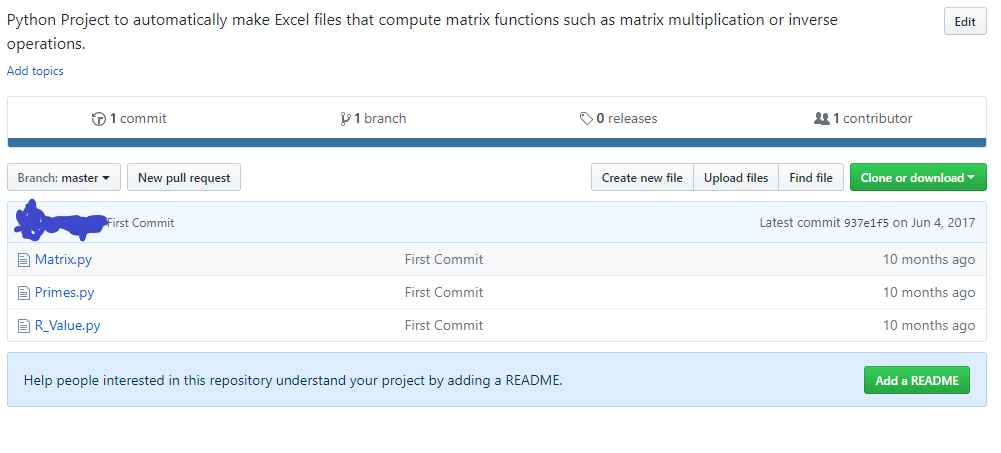 Python Project to automatically make Excel files that compute matrix functions such as matrix multiplication or inverse
operations.
Edit
Add topics
1 commit 1 branch 0 releases 1 contributor
Branch: master New pull request Create new file Upload files Find file Clone or download
First Commit Latest commit 937e1f5 on Jun 4, 2017
Matrix.py First Commit 10 months ago
Primes.py First Commit 10 months ago
R_Value.py First Commit 10 months ago
Help people interested in this repository understand your project by adding a README. Add a README